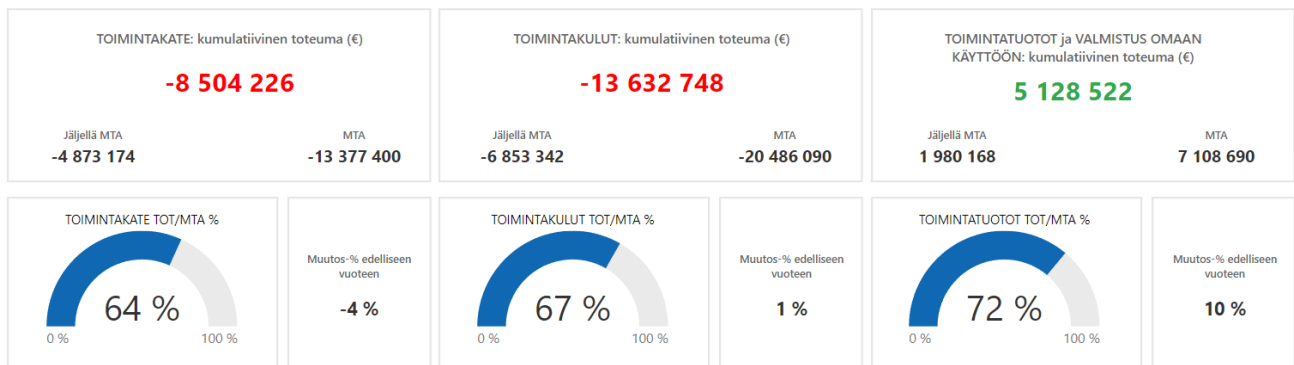 TOIMINTAKATE: kumulatiivinen toteuma (€)
-8 504 226
Jäljellä MTA
MTA
-4 873 174
-13 377 400
TOIMINTAKULUT: kumulatiivinen toteuma (€)
-13 632 748
Jäljellä MTA
MTA
-6 853 342
-20 486 090
TOIMINTATUOTOT ja VALMISTUS OMAAN
KÄYTTÖÖN: kumulatiivinen toteuma (€)
5 128 522
Jäljellä MTA
MTA
1 980 168
7 108 690
TOIMINTAKATE TOT/MTA %
64 %
0 %
100 %
Muutos-% edelliseen
vuoteen
-4 %
TOIMINTAKULUT TOT/MTA %
67 %
0 %
100 %
Muutos-% edelliseen
vuoteen
1 %
TOIMINTATUOTOT TOT/MTA %
72 %
0 %
100 %
Muutos-% edelliseen
vuoteen
10 %